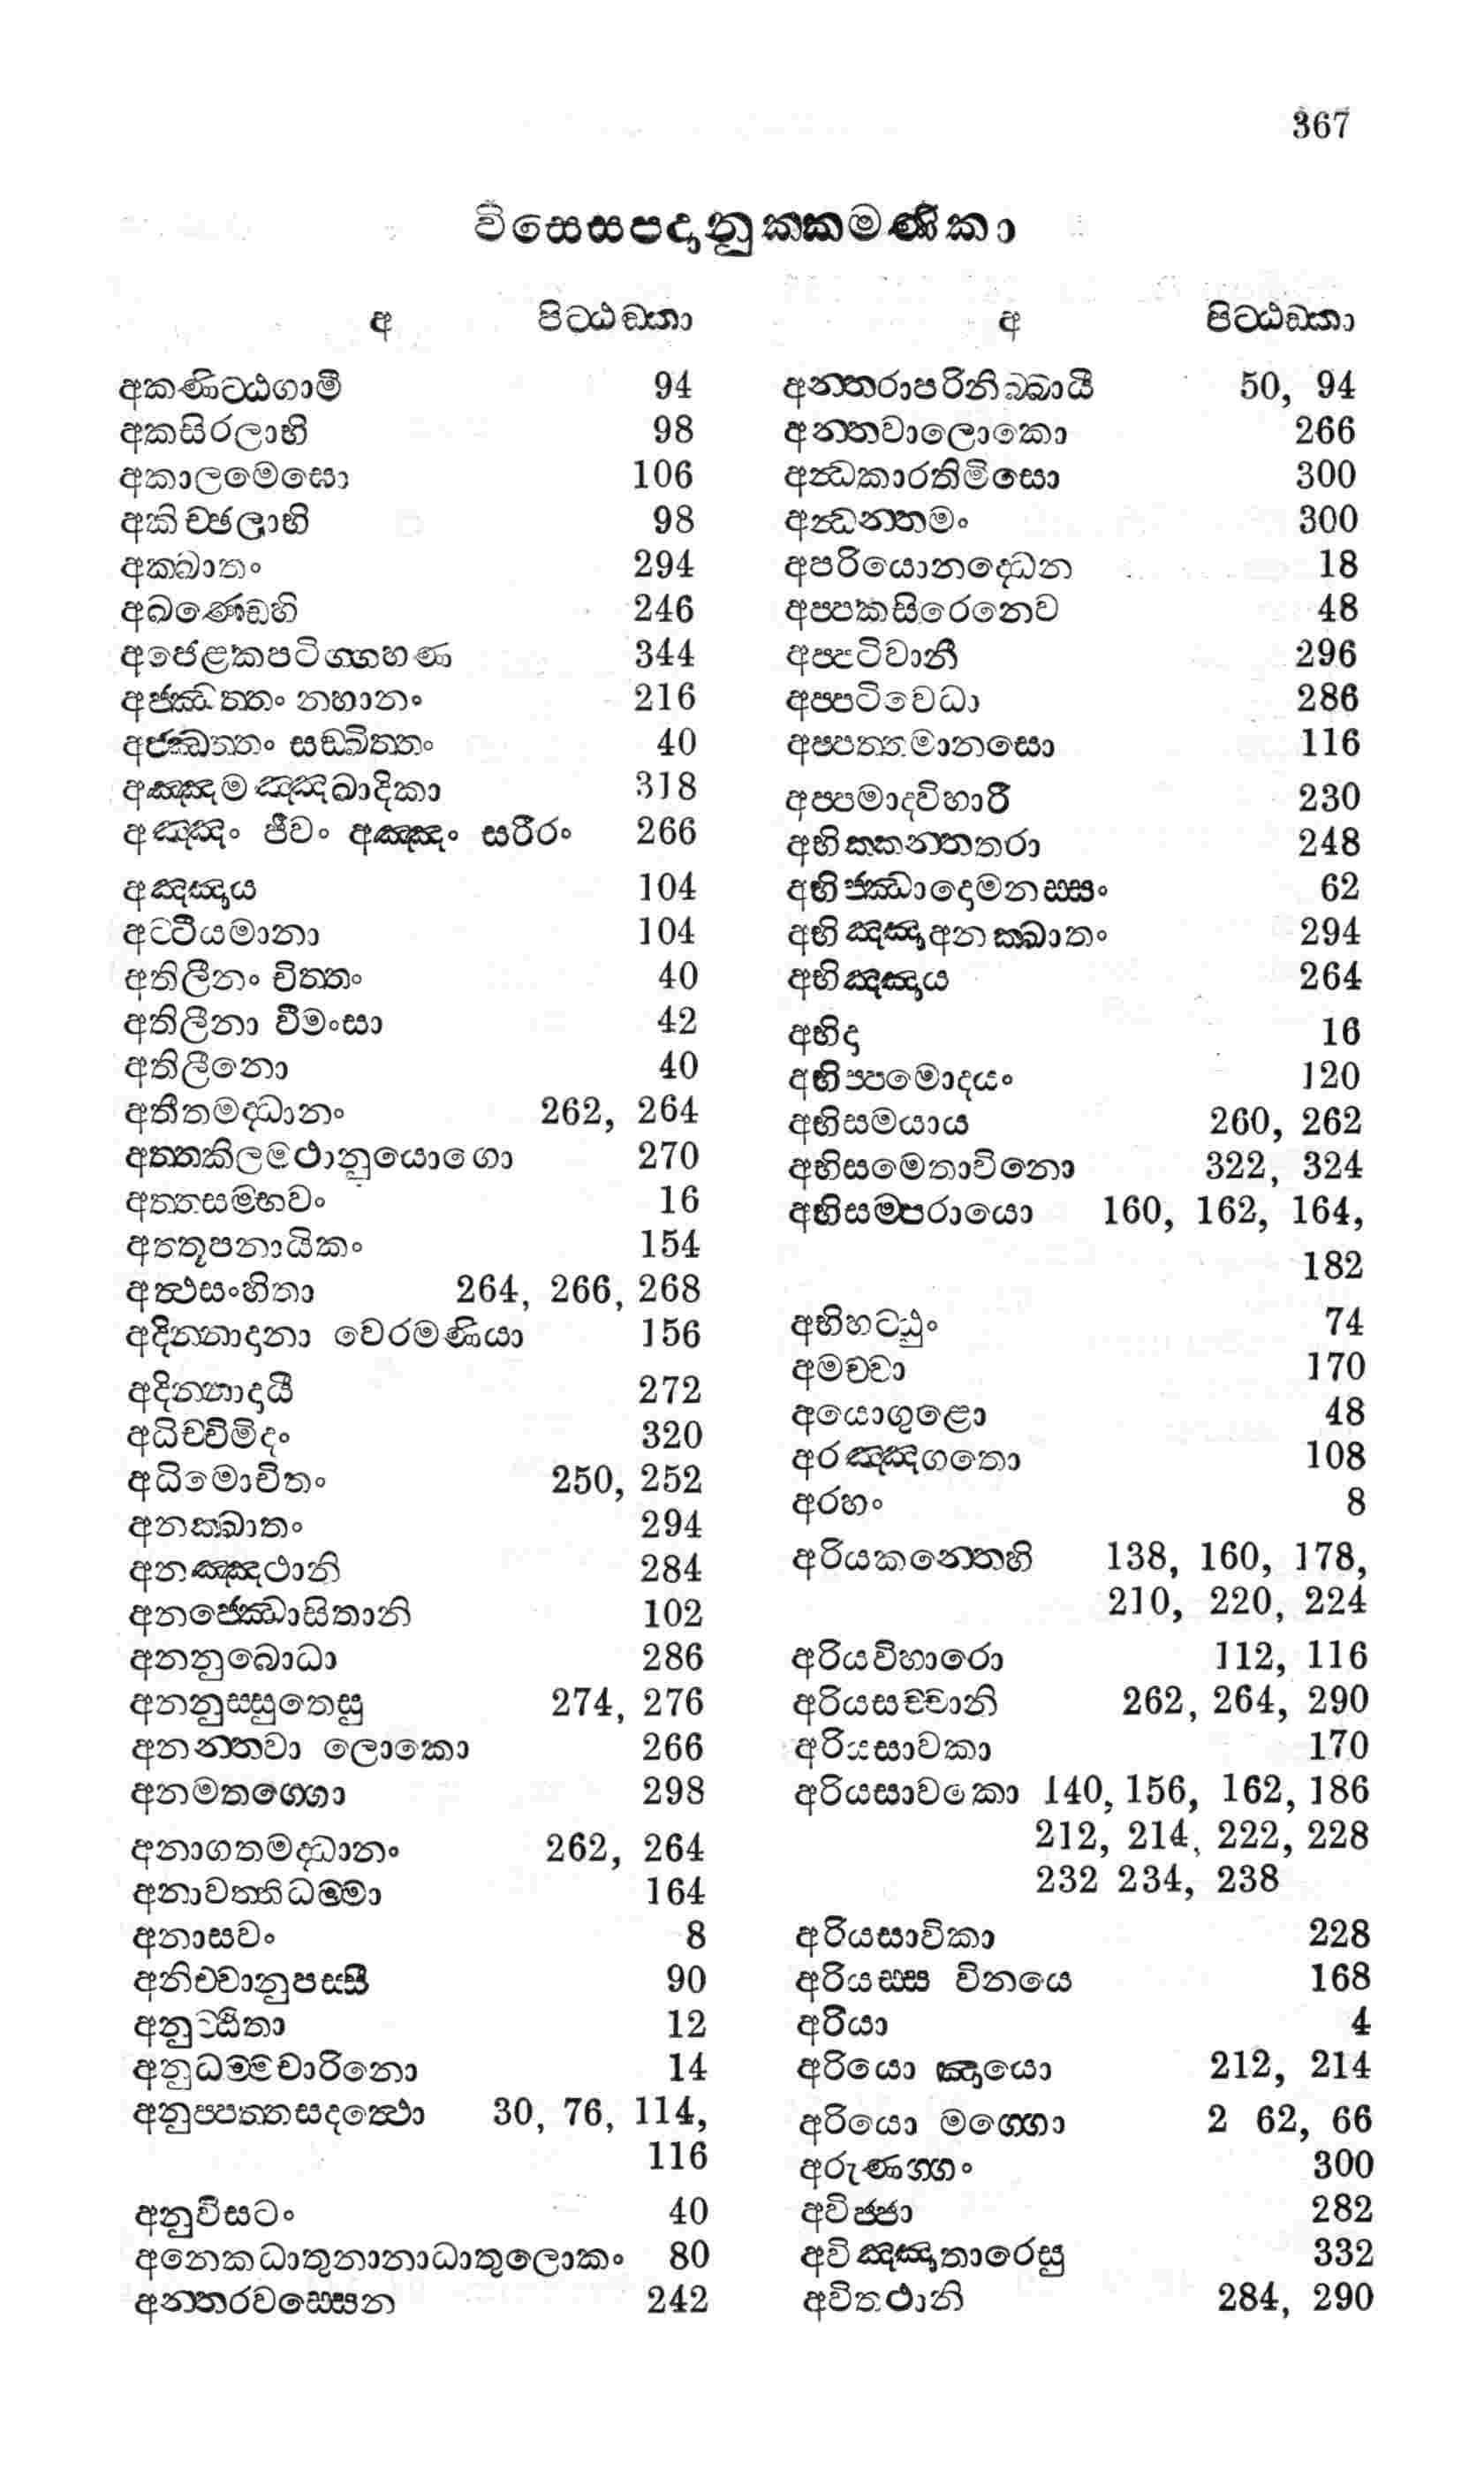 367
විසෙසපදානුක්කමණිකා
අ පිට්ඨඞ්කා
අකණිට්ඨගාමී 94
අකසිරලාභි 98
අකාලමෙඝො 106
අකිච්ඡලාභි 98
අක්ඛාතං 294
අඛණ්ඩෙහි 246
අජෙළකපටිග්ගහණ 344
අජ්ඣත්තං නහානං 216
අජ්ඣත්තං සඞ්ඛිත්තං 40
අඤ්ඤමඤ්ඤඛාදිකා 318
අඤ්ඤං ජීවං අඤ්ඤං සරීරං 266
අඤ්ඤාය 104
අට්ටීයමානා 104
අතිලීනං චිත්තං 40
අතිලීනා වීමංසා 42
අතිලීනො 40
අතීතමද්ධානං 262, 264
අත්තකිලමථානුයොගො 270
අත්තසම්භවං 16
අත්තූපනායිකං 154
අත්ථසංහිතා 264, 266, 268
අදින්නාදානා වෙරමණියා 156
අදින්නාදායී 272
අධිච්චමිදං 320
අධිමොචිතං 250, 252
අනක්ඛාතං 294
අනඤ්ඤථානි 284
අනජ්ඣොසිතානි 102
අනනුබොධා 286
අනනුස්සුතෙසු 274, 276
අනන්තවා ලොකො 266
අනමතග්ගො 298
අනාගතමද්ධානං 262, 264
අනාවත්තිධම්මා 164
අනාසවං 8
අනිච්චානුපස්සී 90
අනුට්ඨිතා 12
අනුධම්මචාරිනො 14
අනුප්පත්තසදත්ථො 30, 76, 114,
116
අනුවිසටං 40
අනෙකධාතුනානාධාතුලොකං 80
අන්තරවස්සෙන 242
අ පිට්ඨඞ්කා
අන්තරාපරිනිබ්බායී 50, 94
අන්තවාලොකො 266
අන්ධකාරතිමිසො 300
අන්ධන්තමං 300
අපරියොනද්ධෙන 18
අප්පකසිරෙනෙව 48
අප්පටිවානී 296
අප්පටිවෙධා 286
අප්පත්තමානසො 116
අප්පමාදවිහාරී 230
අභික්කන්තතරා 248
අභිජ්ඣාදොමනස්සං 62
අභිඤ්ඤාඅනක්ඛාතං 294
අභිඤ්ඤාය 264
අභිදා 16
අභිප්පමොදයං 120
අභිසමයාය 260, 262
අභිසමෙතාවිනො 322, 324
අභිසම්පරායො 160, 162, 164,
182
අභිහට්ඨුං 74
අමච්චා 170
අයොගුළො 48
අරඤ්ඤගතො 108
අරහං 8
අරියකන්තෙහි 138, 160, 178,
210, 220, 224
අරියවිහාරො 112, 116
අරියසච්චානි 262, 264, 290
අරියසාවකා 170
අරියසාවකො 140, 156, 162, 186
212, 214, 222, 228
232 234, 238
අරියසාවිකා 228
අරියස්ස විනයෙ 168
අරියා 4
අරියො ඤායො 212, 214
අරියො මග්ගො 2 62, 66
අරුණග්ගං 300
අවිජ්ජා 282
අවිඤ්ඤාතාරෙසු 332
අවිතථානි 284, 290